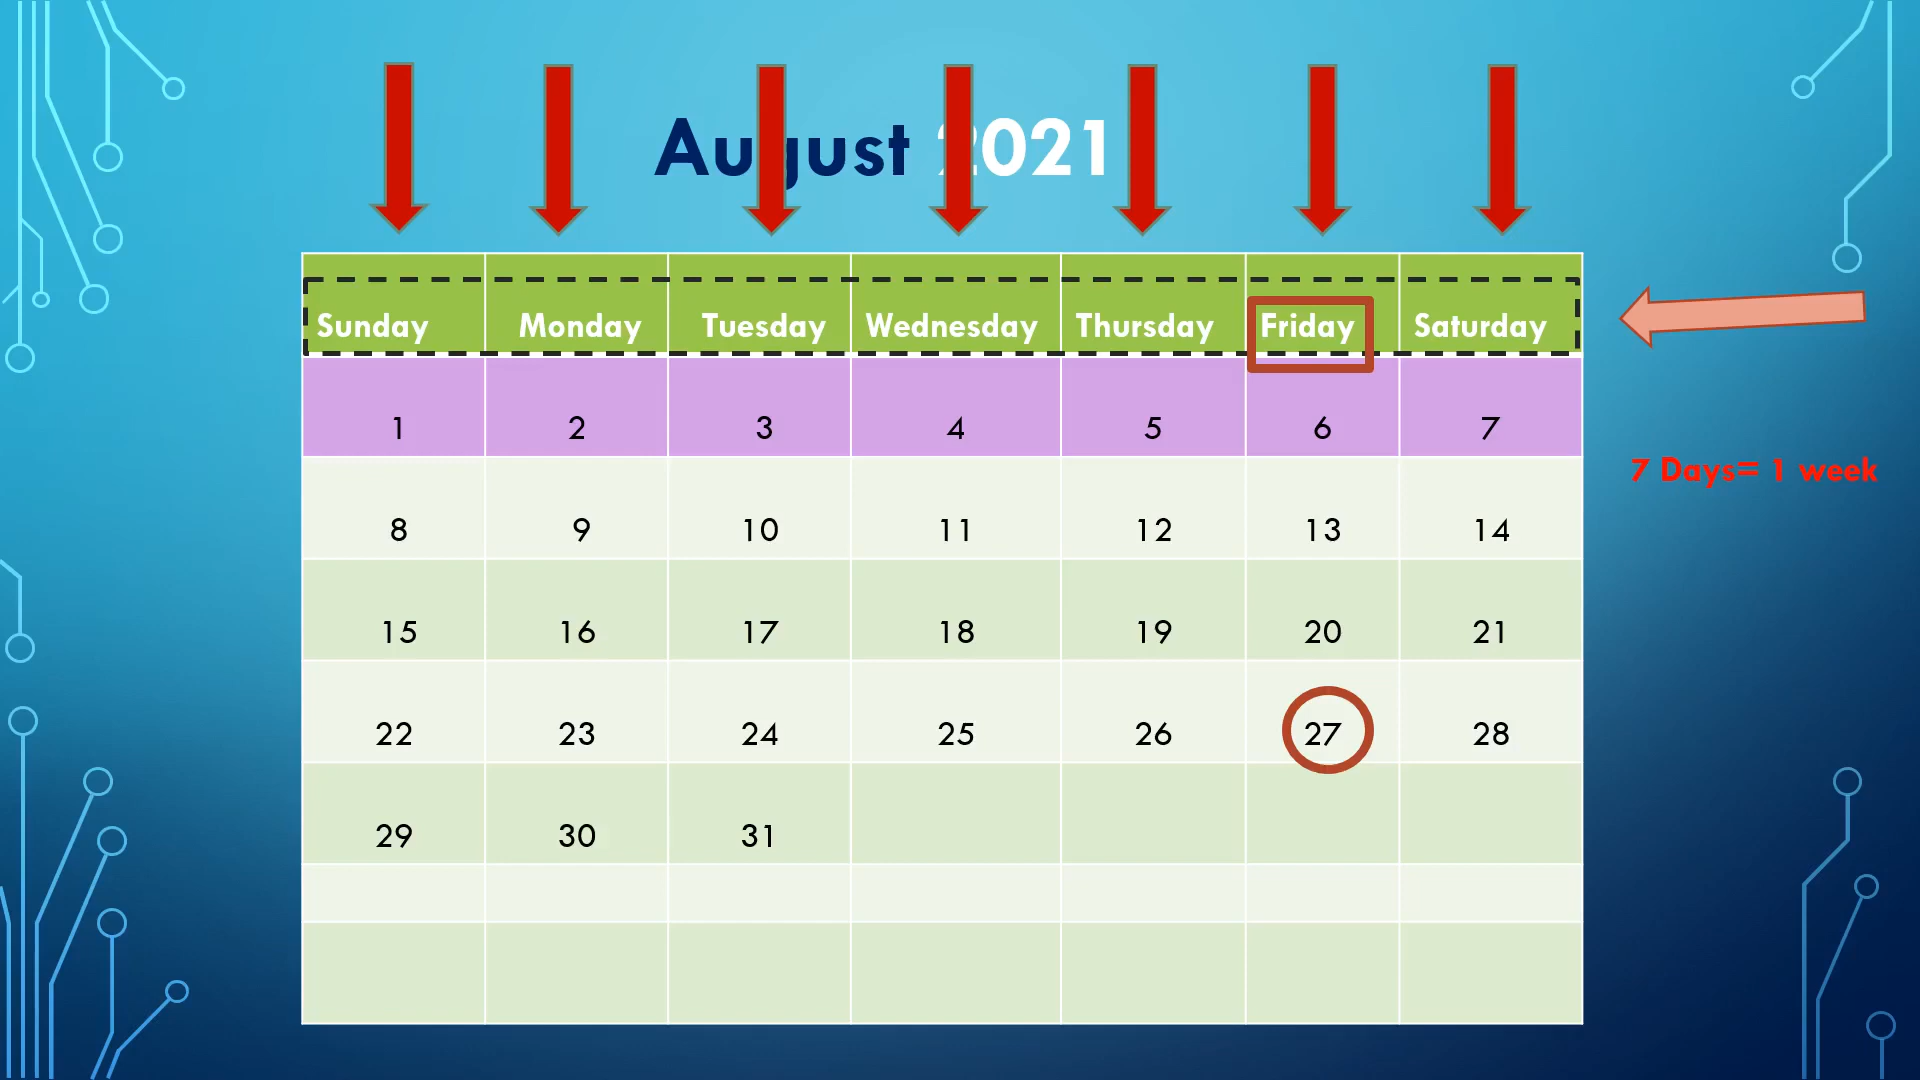 August 2021
Sunday Monday Tuesday Wednesday Thursday Friday Saturday
1 2 3 4 5 6 7
7 Days= 1 week
8 9 10 11 12 13 14
15 16 17 18 19 20 21
22 23 24 25 26 27 28
29 30 31